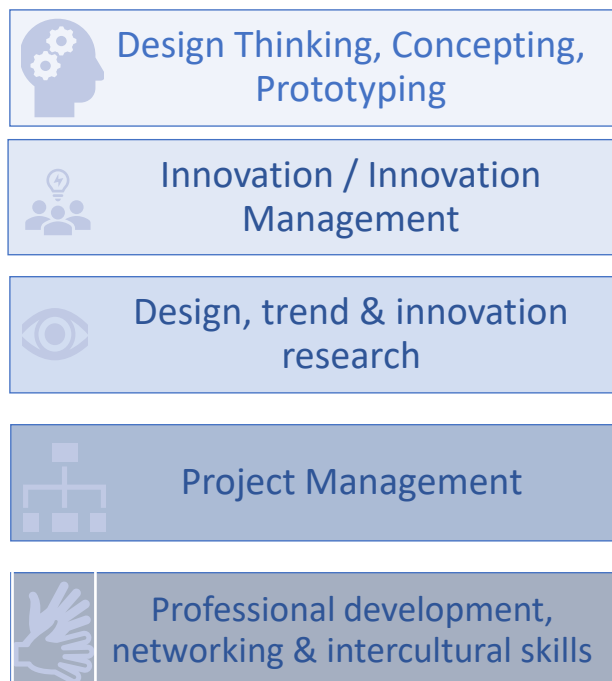 Design Thinking, Concepting,
Prototyping
Innovation / Innovation
Management
Design, trend & innovation
research
Project Management
Professional development,
networking & intercultural skills